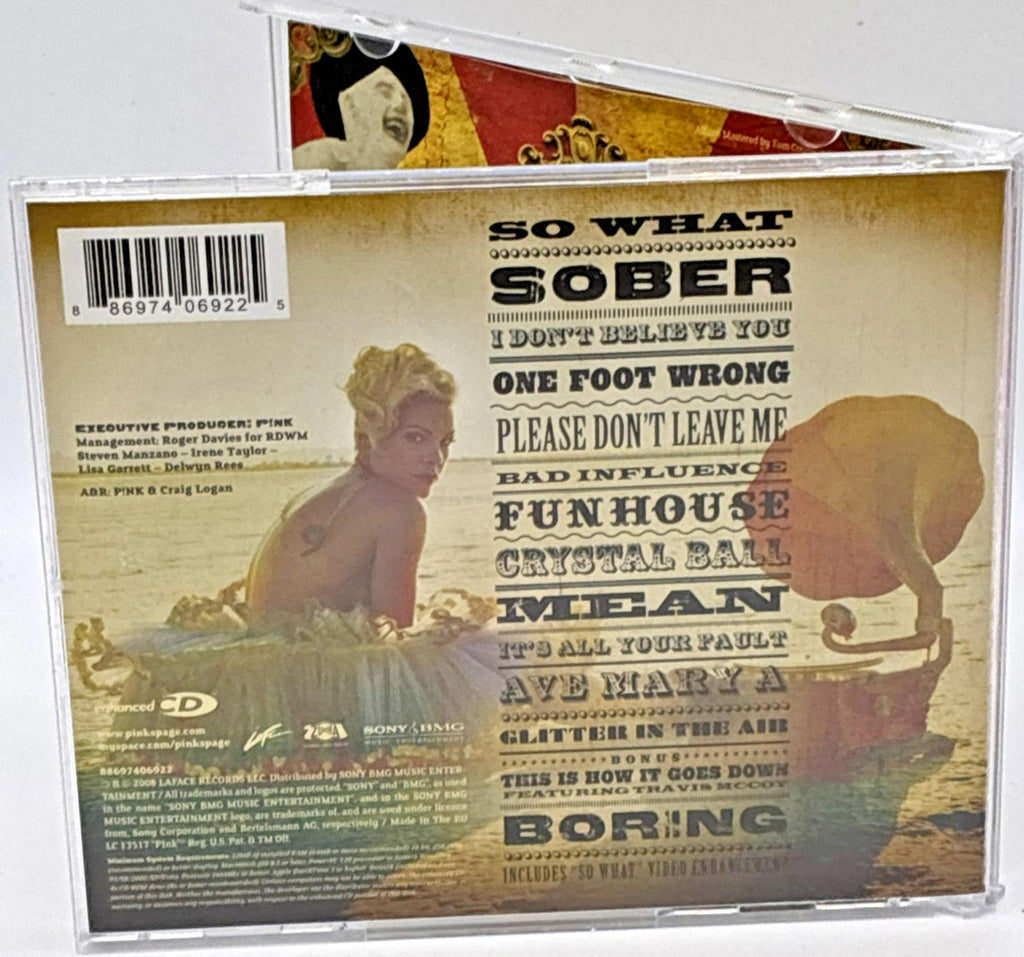 Mastered by Tom
8 86974 06922 5
EXECUTIVE PRODUCER: P!NK
Management: Roger Davies for RDWM
Steven Manzano – Irene Taylor –
Lisa Garrett – Delwyn Rees
A&R: P!NK & Craig Logan
SO WHAT
SOBER
I DON'T BELIEVE YOU
ONE FOOT WRONG
PLEASE DON'T LEAVE ME
BAD INFLUENCE
FUNHOUSE
CRYSTAL BALL
MEAN
IT'S ALL YOUR FAULT
AVE MARY A
GLITTER IN THE AIR
BONUS
THIS IS HOW IT GOES DOWN
FEATURING TRAVIS MCCOY
BORING
INCLUDES "SO WHAT" VIDEO ENHANCEMENT
enhanced CD
www.pinkspage.com
myspace.com/pinkspage
SONY BMG
MUSIC ENTERTAINMENT
88697406922
℗ & © 2008 LAFACE RECORDS LLC. Distributed by SONY BMG MUSIC ENTER-
TAINMENT / All trademarks and logos are protected. "SONY" and "BMG", as used
in the name "SONY BMG MUSIC ENTERTAINMENT", and in the SONY BMG
MUSIC ENTERTAINMENT logo, are trademarks of, and are used under licence
from, Sony Corporation and Bertelsmann AG, respectively / Made In The EU
LC 13517 "P!nk"™ Reg. U.S. Pat. & TM Off.
Minimum System Requirements: